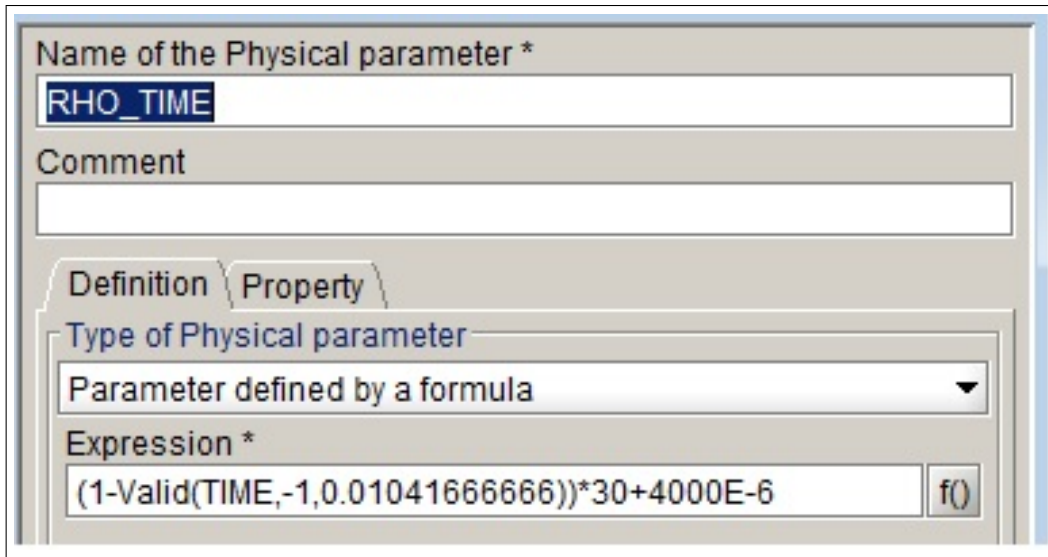 Name of the Physical parameter *
RHO_TIME
Comment
Definition Property
Type of Physical parameter
Parameter defined by a formula
Expression *
(1-Valid(TIME,-1,0.01041666666))*30+4000E-6 f()